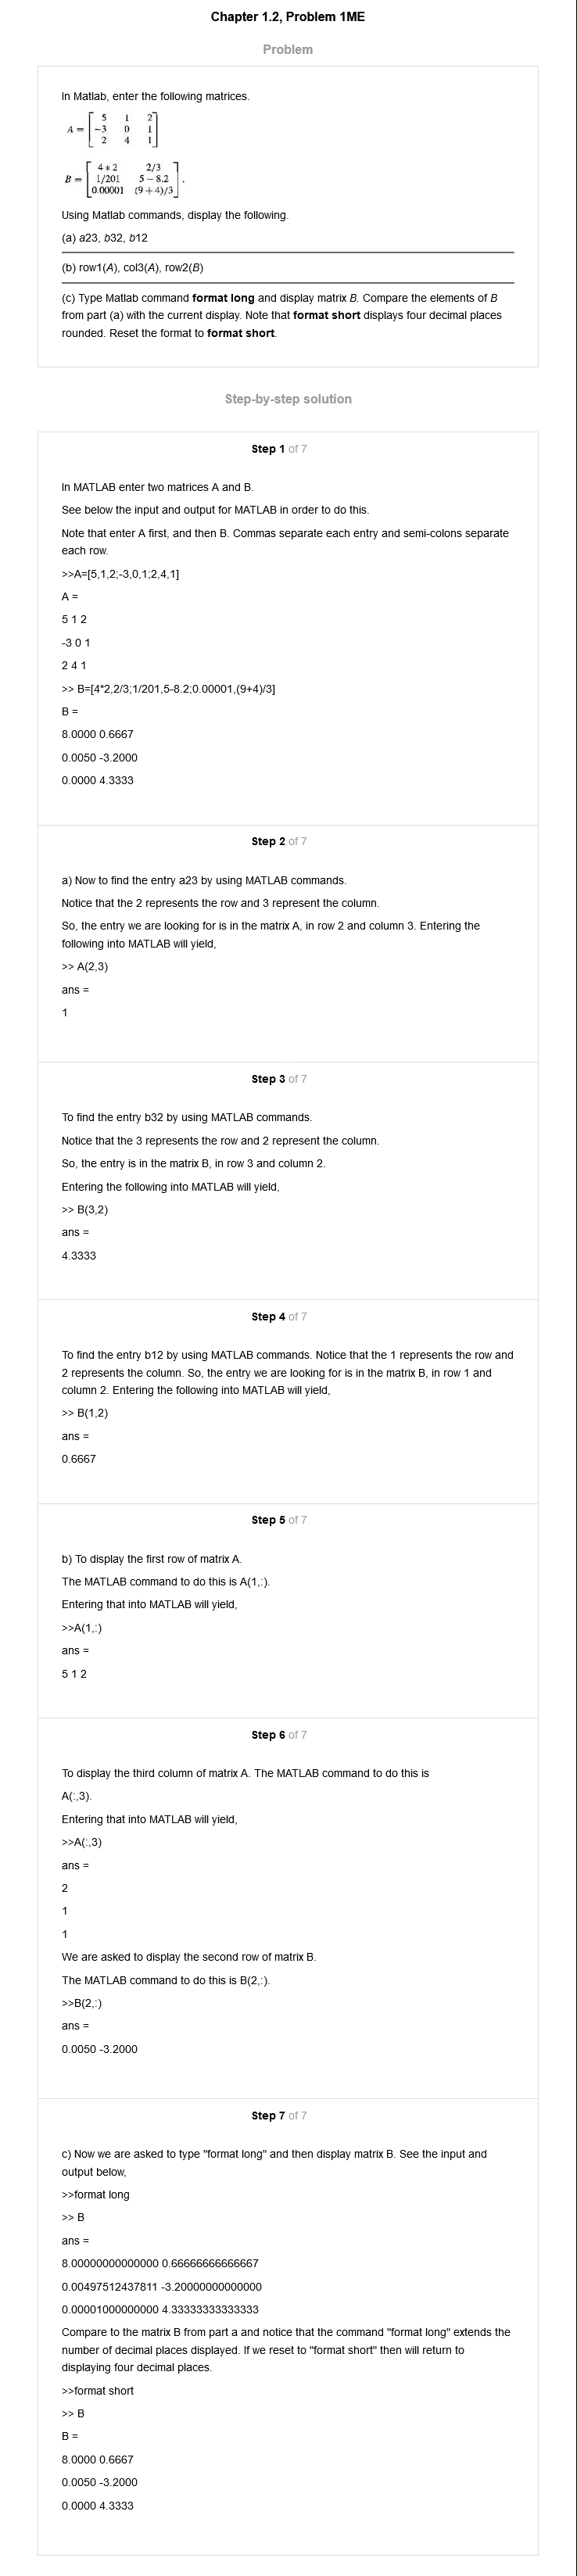 Chapter 1.2, Problem 1ME
Problem
In Matlab, enter the following matrices.
A = [ 5 1 2
-3 0 1
2 4 1 ]
B = [ 4 * 2 2/3
1/201 5 − 8.2
0.00001 (9 + 4)/3 ] .
Using Matlab commands, display the following.
(a) a23, b32, b12
(b) row1(A), col3(A), row2(B)
(c) Type Matlab command format long and display matrix B. Compare the elements of B
from part (a) with the current display. Note that format short displays four decimal places
rounded. Reset the format to format short.
Step-by-step solution
Step 1 of 7
In MATLAB enter two matrices A and B.
See below the input and output for MATLAB in order to do this.
Note that enter A first, and then B. Commas separate each entry and semi-colons separate
each row.
>>A=[5,1,2;-3,0,1;2,4,1]
A =
5 1 2
-3 0 1
2 4 1
>> B=[4*2,2/3;1/201,5-8.2;0.00001,(9+4)/3]
B =
8.0000 0.6667
0.0050 -3.2000
0.0000 4.3333
Step 2 of 7
a) Now to find the entry a23 by using MATLAB commands.
Notice that the 2 represents the row and 3 represent the column.
So, the entry we are looking for is in the matrix A, in row 2 and column 3. Entering the
following into MATLAB will yield,
>> A(2,3)
ans =
1
Step 3 of 7
To find the entry b32 by using MATLAB commands.
Notice that the 3 represents the row and 2 represent the column.
So, the entry is in the matrix B, in row 3 and column 2.
Entering the following into MATLAB will yield,
>> B(3,2)
ans =
4.3333
Step 4 of 7
To find the entry b12 by using MATLAB commands. Notice that the 1 represents the row and
2 represents the column. So, the entry we are looking for is in the matrix B, in row 1 and
column 2. Entering the following into MATLAB will yield,
>> B(1,2)
ans =
0.6667
Step 5 of 7
b) To display the first row of matrix A.
The MATLAB command to do this is A(1,:).
Entering that into MATLAB will yield,
>>A(1,:)
ans =
5 1 2
Step 6 of 7
To display the third column of matrix A. The MATLAB command to do this is
A(:,3).
Entering that into MATLAB will yield,
>>A(:,3)
ans =
2
1
1
We are asked to display the second row of matrix B.
The MATLAB command to do this is B(2,:).
>>B(2,:)
ans =
0.0050 -3.2000
Step 7 of 7
c) Now we are asked to type "format long" and then display matrix B. See the input and
output below,
>>format long
>> B
ans =
8.00000000000000 0.66666666666667
0.00497512437811 -3.20000000000000
0.00001000000000 4.33333333333333
Compare to the matrix B from part a and notice that the command "format long" extends the
number of decimal places displayed. If we reset to "format short" then will return to
displaying four decimal places.
>>format short
>> B
B =
8.0000 0.6667
0.0050 -3.2000
0.0000 4.3333